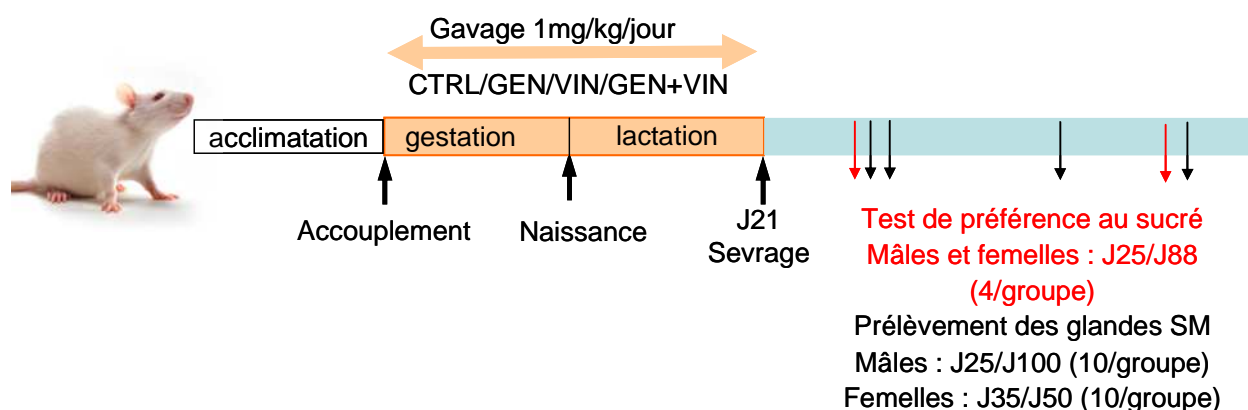 Gavage 1mg/kg/jour
CTRL/GEN/VIN/GEN+VIN
acclimatation
gestation
lactation
Accouplement
Naissance
J21
Sevrage
Test de préférence au sucré
Mâles et femelles : J25/J88
(4/groupe)
Prélèvement des glandes SM
Mâles : J25/J100 (10/groupe)
Femelles : J35/J50 (10/groupe)